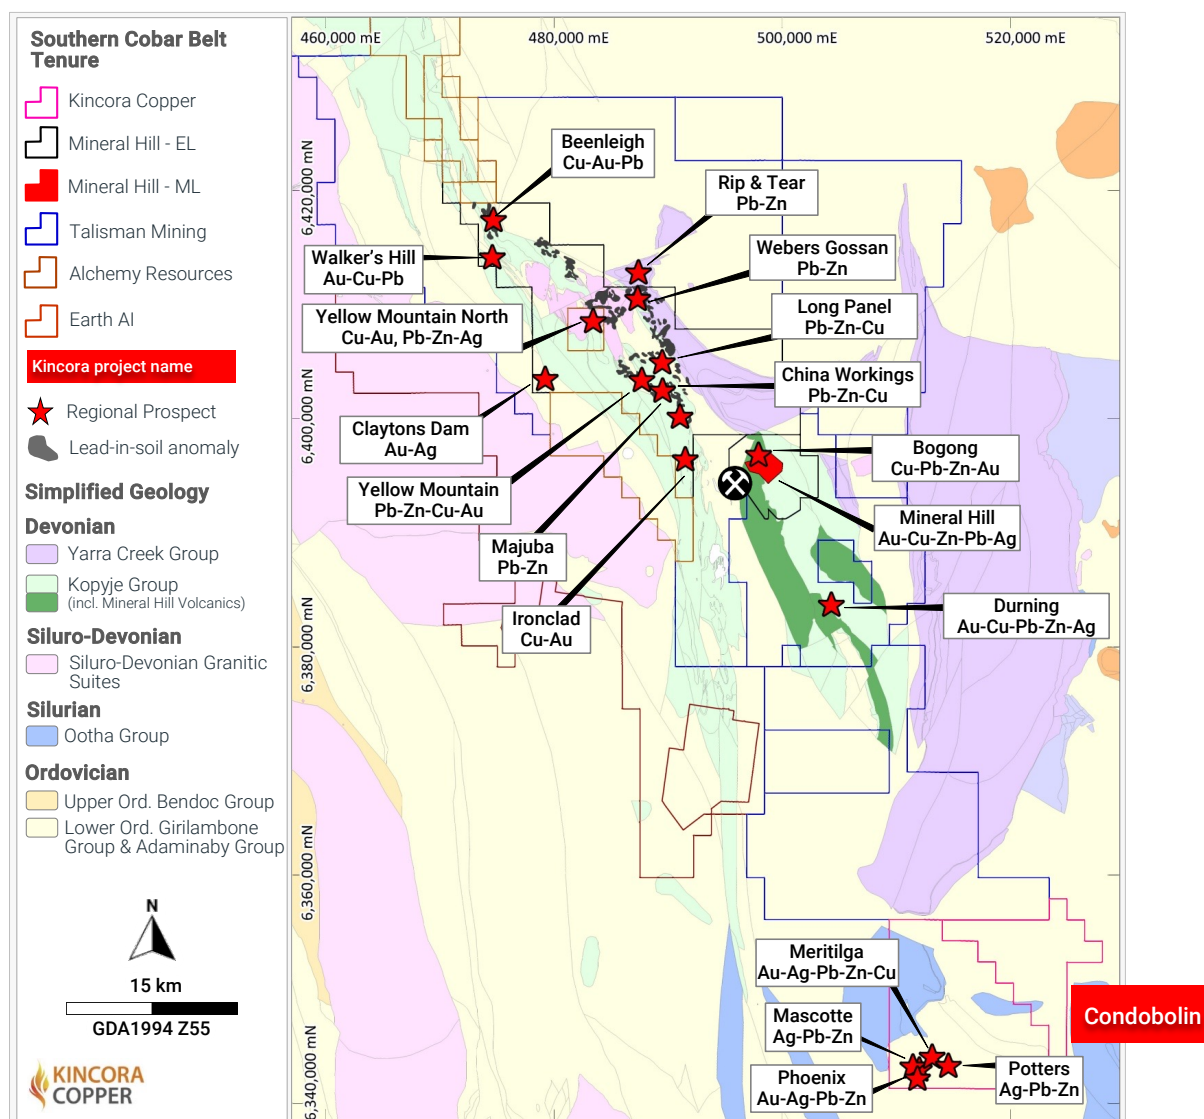 Southern Cobar Belt
Tenure
Kincora Copper
Mineral Hill - EL
Mineral Hill - ML
Talisman Mining
Alchemy Resources
Earth AI
Kincora project name
Regional Prospect
Lead-in-soil anomaly
Simplified Geology
Devonian
Yarra Creek Group
Kopyje Group
(incl. Mineral Hill Volcanics)
Siluro-Devonian
Siluro-Devonian Granitic
Suites
Silurian
Ootha Group
Ordovician
Upper Ord. Bendoc Group
Lower Ord. Girilambone
Group & Adaminaby Group
N
15 km
GDA1994 Z55
KINCORA
COPPER
460,000 mE
480,000 mE
500,000 mE
520,000 mE
6,420,000 mN
6,400,000 mN
6,380,000 mN
6,360,000 mN
6,340,000 mN
Beenleigh
Cu-Au-Pb
Rip & Tear
Pb-Zn
Walker's Hill
Au-Cu-Pb
Webers Gossan
Pb-Zn
Yellow Mountain North
Cu-Au, Pb-Zn-Ag
Long Panel
Pb-Zn-Cu
China Workings
Pb-Zn-Cu
Claytons Dam
Au-Ag
Bogong
Cu-Pb-Zn-Au
Yellow Mountain
Pb-Zn-Cu-Au
Mineral Hill
Au-Cu-Zn-Pb-Ag
Majuba
Pb-Zn
Ironclad
Cu-Au
Durning
Au-Cu-Pb-Zn-Ag
Meritilga
Au-Ag-Pb-Zn-Cu
Mascotte
Ag-Pb-Zn
Condobolin
Phoenix
Au-Ag-Pb-Zn
Potters
Ag-Pb-Zn